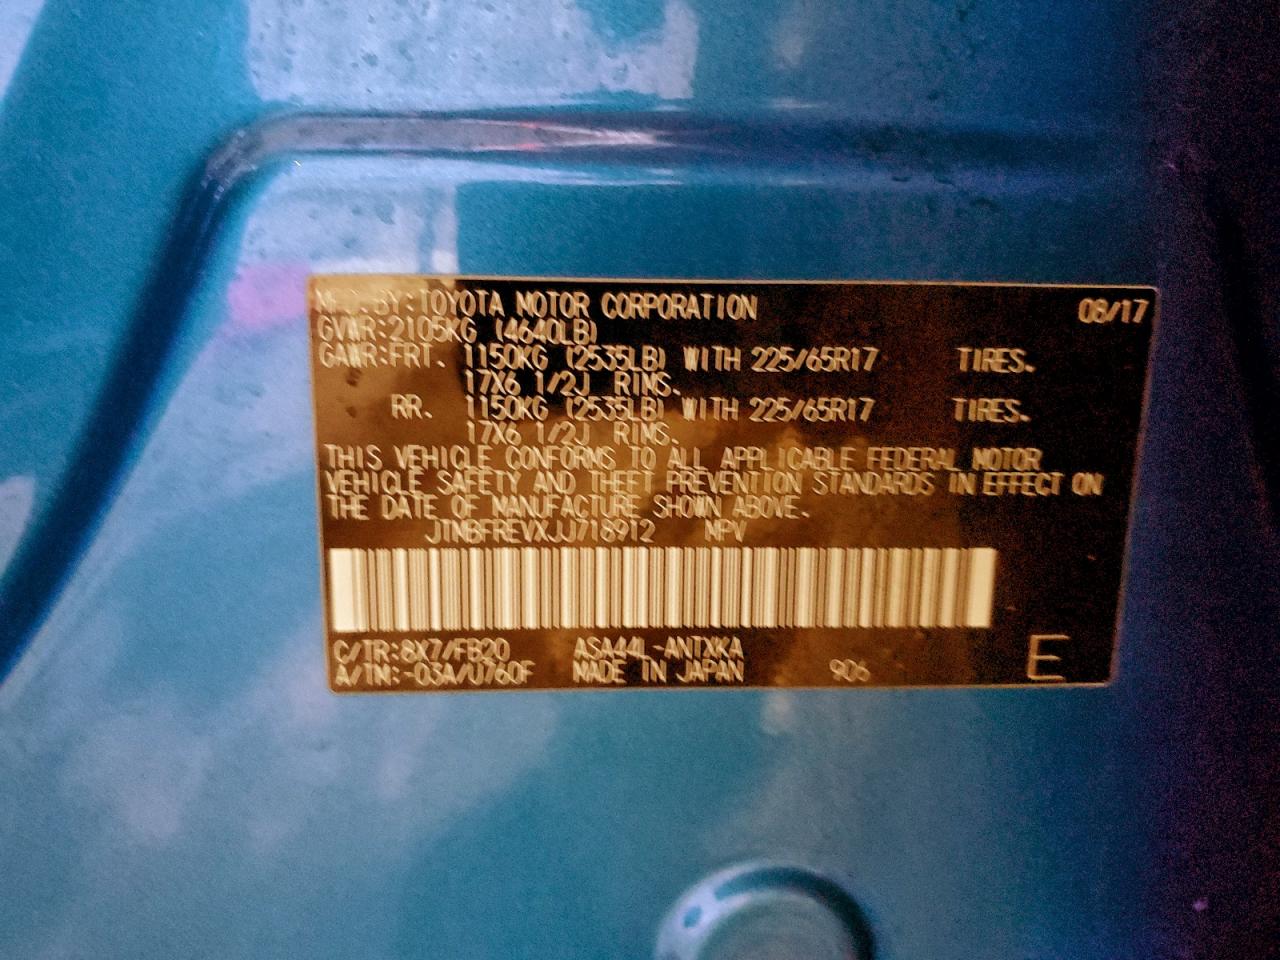 MFD. BY:TOYOTA MOTOR CORPORATION 08/17
GVWR:2105KG (4640LB)
GAWR:FRT. 1150KG (2535LB) WITH 225/65R17 TIRES.
17X6 1/2J RIMS.
RR. 1150KG (2535LB) WITH 225/65R17 TIRES.
17X6 1/2J RIMS.
THIS VEHICLE CONFORMS TO ALL APPLICABLE FEDERAL MOTOR
VEHICLE SAFETY AND THEFT PREVENTION STANDARDS IN EFFECT ON
THE DATE OF MANUFACTURE SHOWN ABOVE.
JTMBFREVXJJ718912 MPV
C/TR:8X7/FB20 ASA44L-ANTXKA
A/TM:-03A/U760F MADE IN JAPAN 906 E